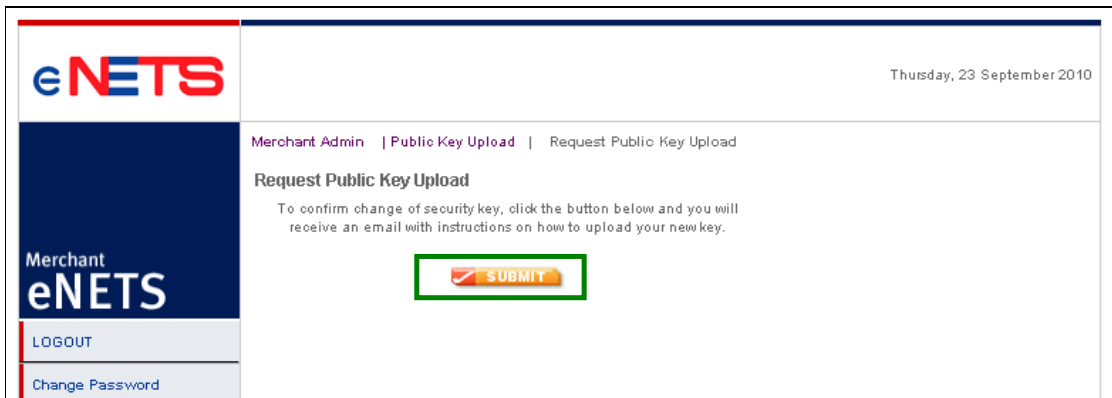 eNETS
Thursday, 23 September 2010
Merchant Admin | Public Key Upload | Request Public Key Upload
Request Public Key Upload
To confirm change of security key, click the button below and you will
receive an email with instructions on how to upload your new key.
SUBMIT
Merchant
eNETS
LOGOUT
Change Password